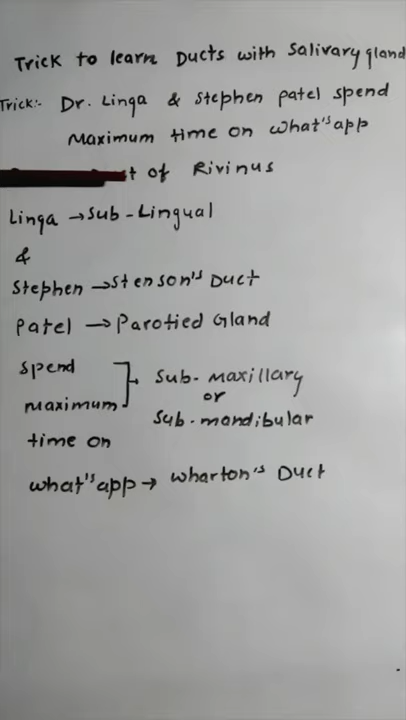 Trick to learn Ducts with Salivary gland
Trick:- Dr. Linga & Stephen patel spend
Maximum time on what's app
t of Rivinus
Linga → Sub-Lingual
&
Stephen → Stenson's Duct
Patel → Parotied Gland
spend
maximum
Sub-maxillary
or
Sub-mandibular
time on
what's app → Wharton's Duct